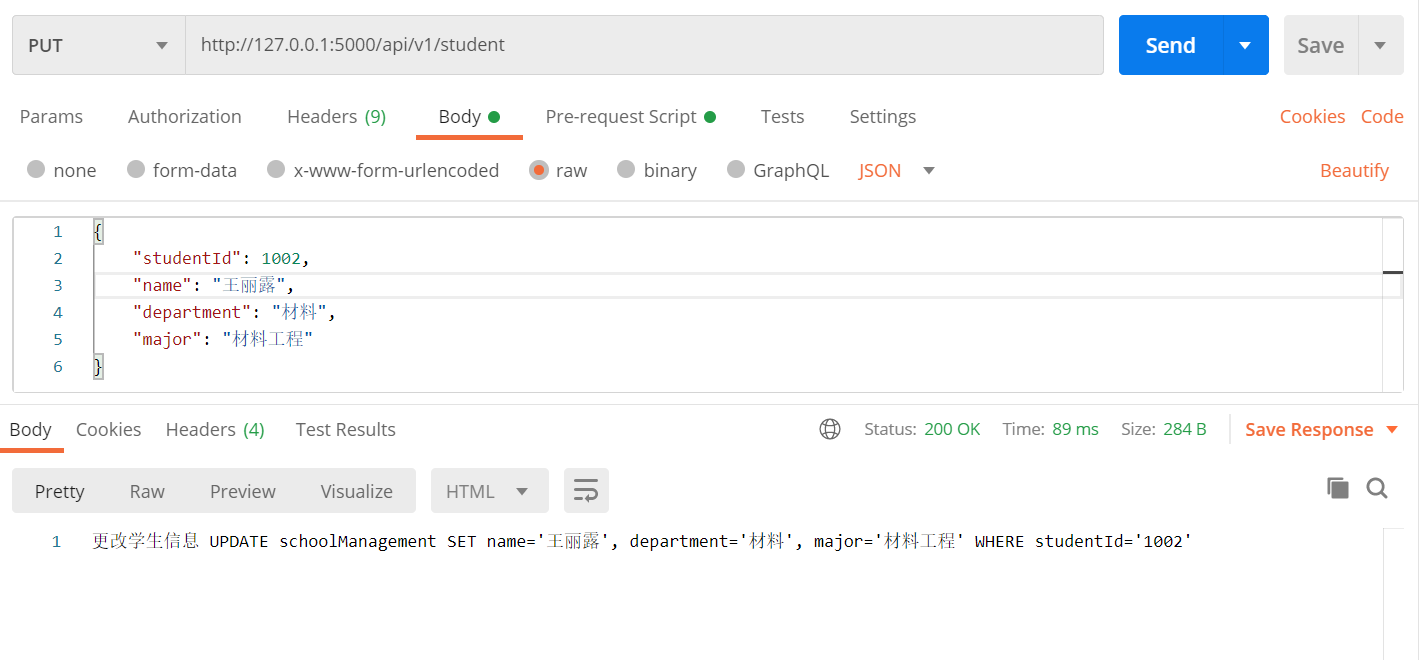 PUT http://127.0.0.1:5000/api/v1/student Send Save
Params Authorization Headers (9) Body Pre-request Script Tests Settings Cookies Code
none form-data x-www-form-urlencoded raw binary GraphQL JSON Beautify
1 {
2 "studentId": 1002,
3 "name": "王丽露",
4 "department": "材料",
5 "major": "材料工程"
6 }
Body Cookies Headers (4) Test Results Status: 200 OK Time: 89 ms Size: 284 B Save Response
Pretty Raw Preview Visualize HTML
1 更改学生信息 UPDATE schoolManagement SET name='王丽露', department='材料', major='材料工程' WHERE studentId='1002'